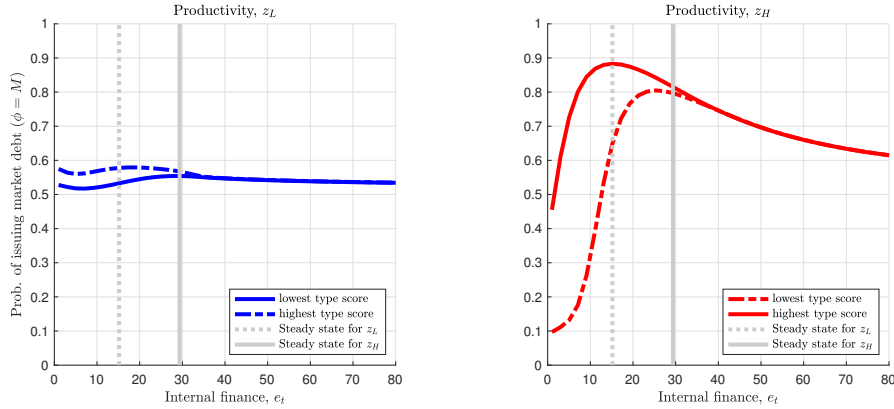 Productivity, z_L
Prob. of issuing market debt (ϕ = M)
1
0.9
0.8
0.7
0.6
0.5
0.4
0.3
0.2
0.1
0
0 10 20 30 40 50 60 70 80
Internal finance, e_t
lowest type score
highest type score
Steady state for z_L
Steady state for z_H
Productivity, z_H
1
0.9
0.8
0.7
0.6
0.5
0.4
0.3
0.2
0.1
0
0 10 20 30 40 50 60 70 80
Internal finance, e_t
lowest type score
highest type score
Steady state for z_L
Steady state for z_H